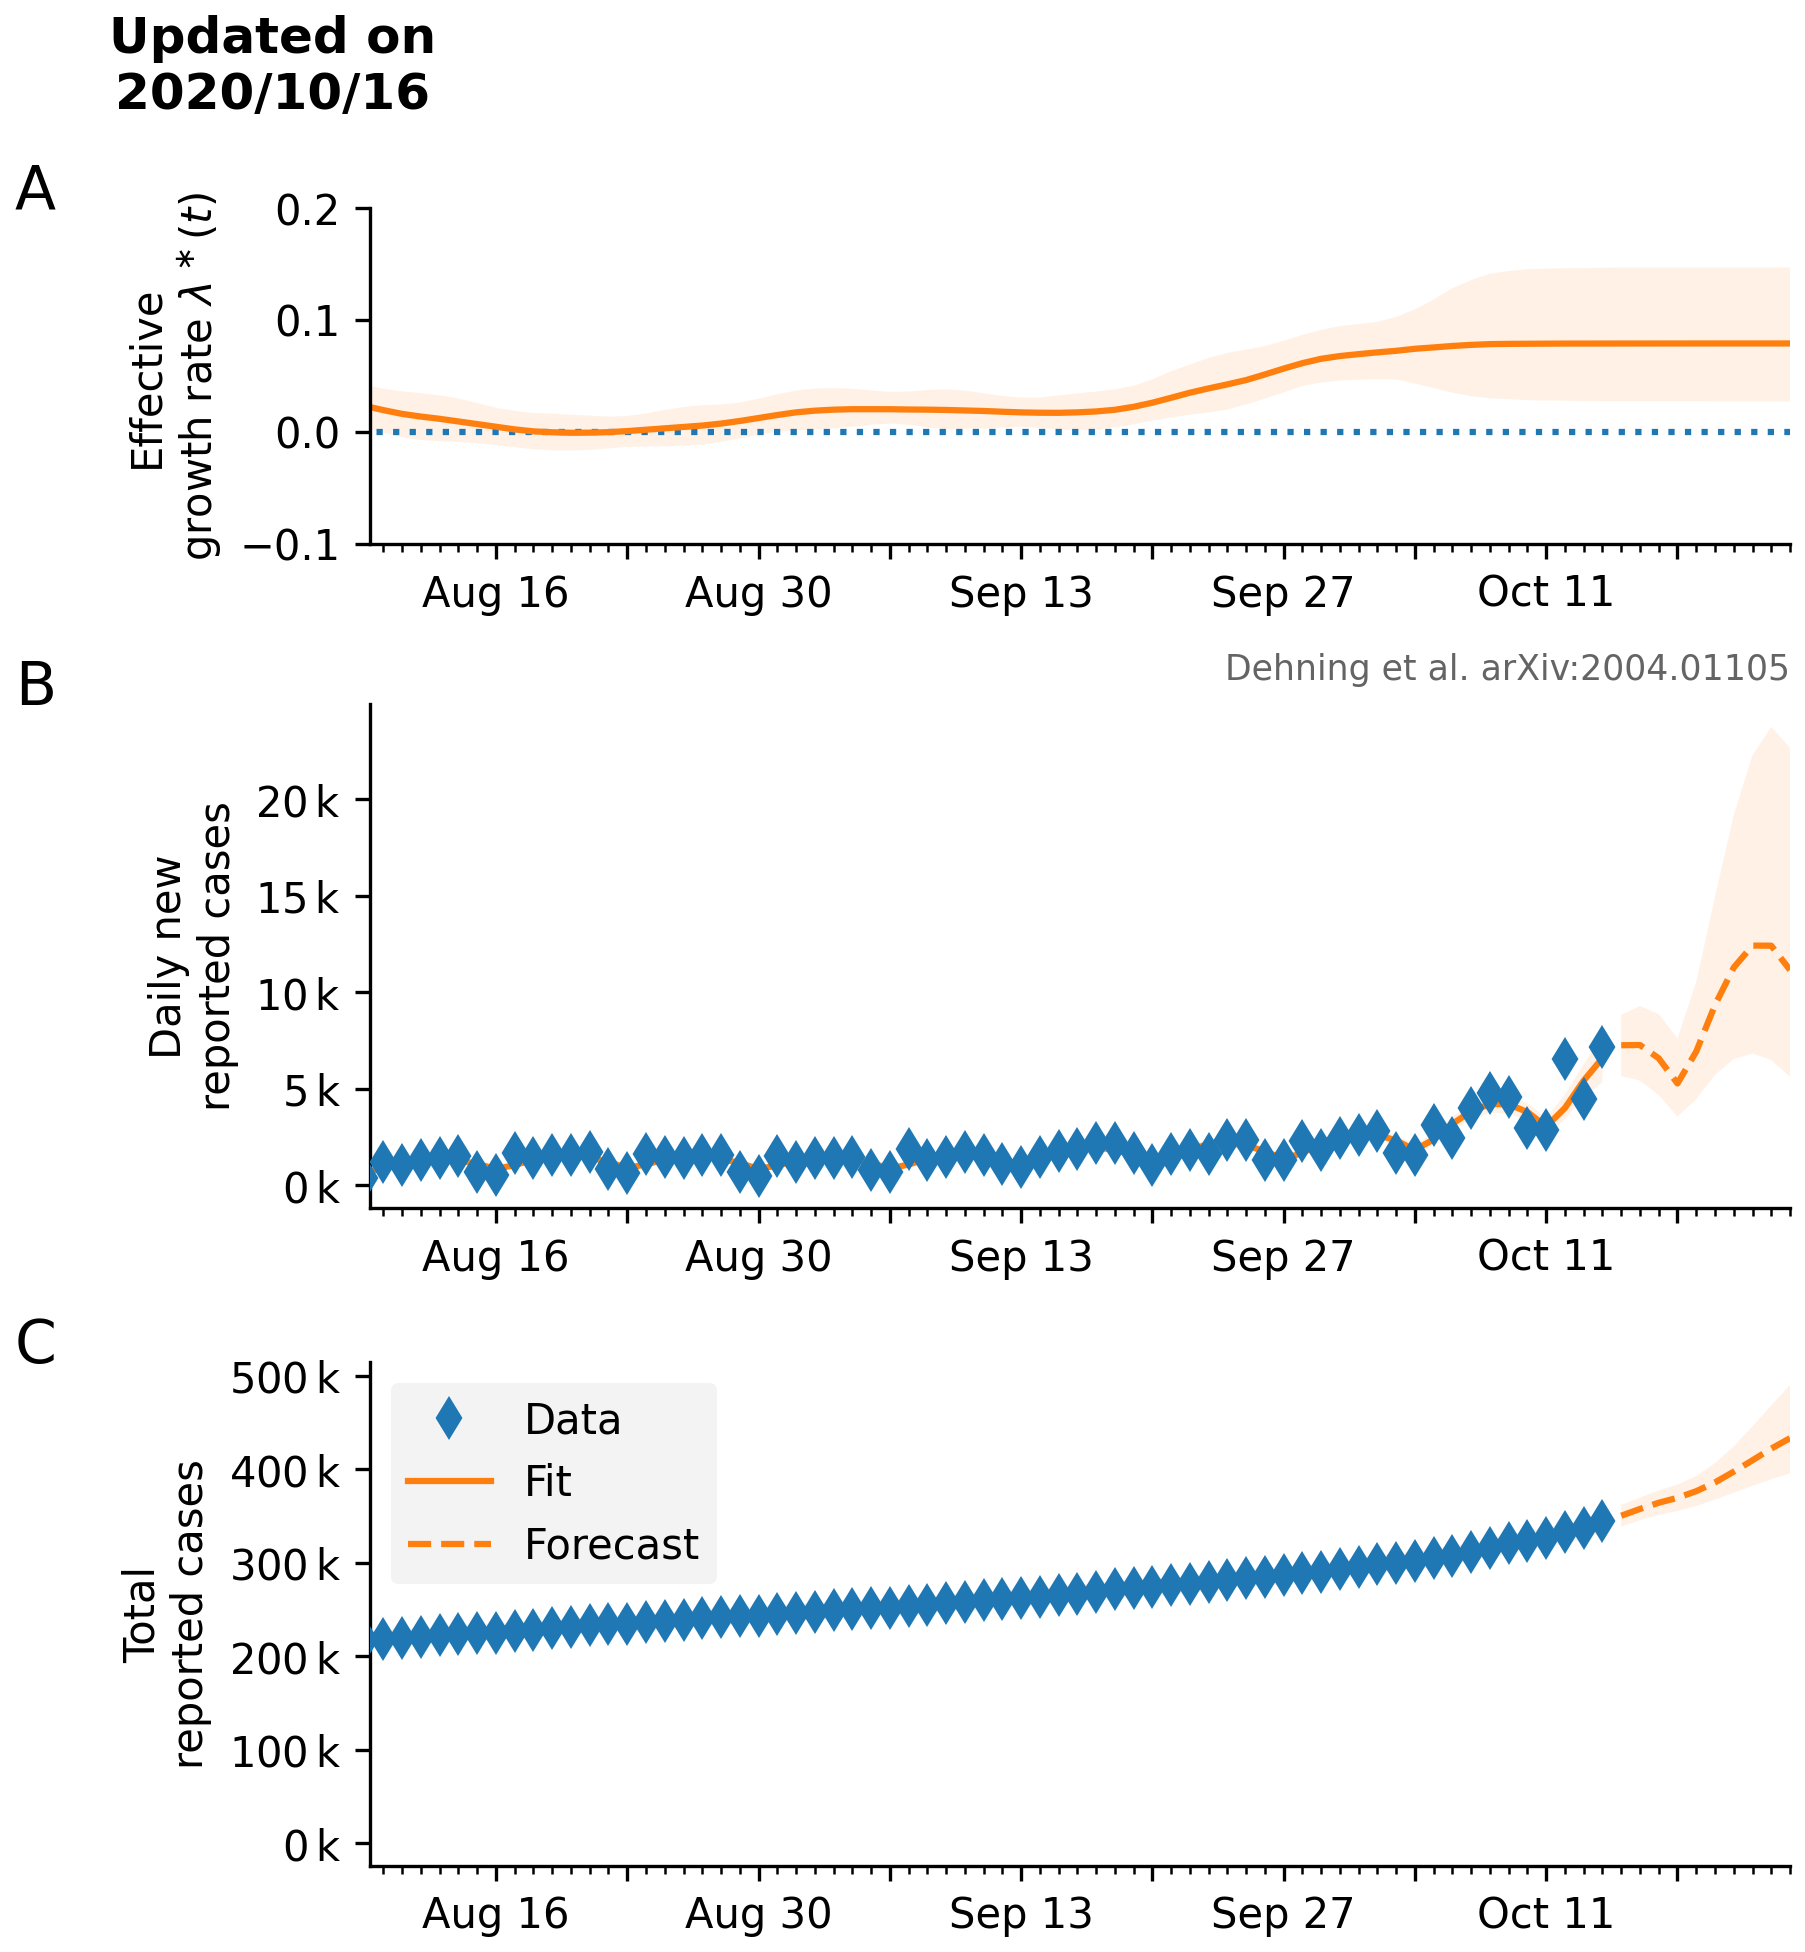 Updated on
2020/10/16
A
Effective
growth rate λ * (t)
0.2
0.1
0.0
−0.1
Aug 16 Aug 30 Sep 13 Sep 27 Oct 11
Dehning et al. arXiv:2004.01105
B
Daily new
reported cases
20 k
15 k
10 k
5 k
0 k
Aug 16 Aug 30 Sep 13 Sep 27 Oct 11
C
Total
reported cases
500 k
400 k
300 k
200 k
100 k
0 k
Data
Fit
Forecast
Aug 16 Aug 30 Sep 13 Sep 27 Oct 11